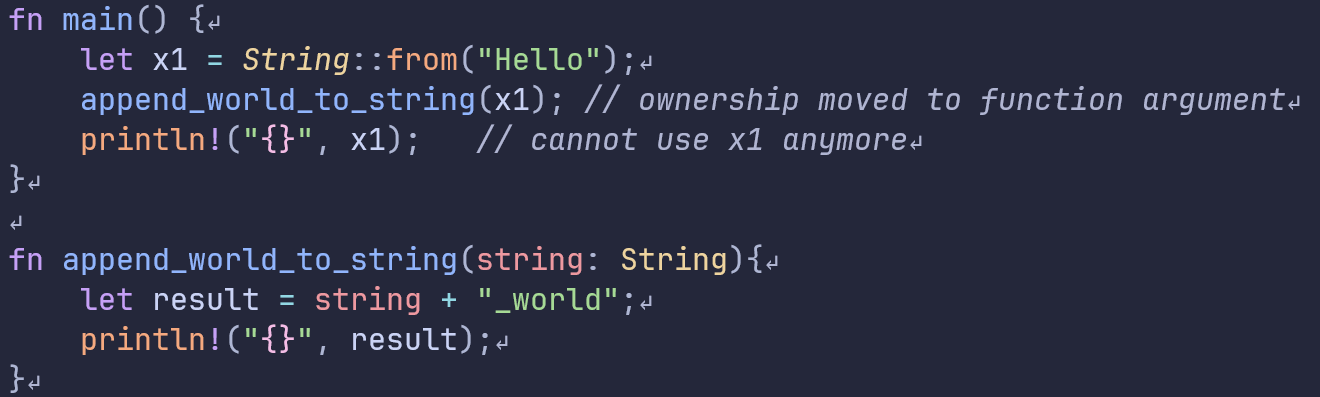 fn main() {↵
    let x1 = String::from("Hello");↵
    append_world_to_string(x1); // ownership moved to function argument↵
    println!("{}", x1);   // cannot use x1 anymore↵
}↵
↵
fn append_world_to_string(string: String){↵
    let result = string + "_world";↵
    println!("{}", result);↵
}↵